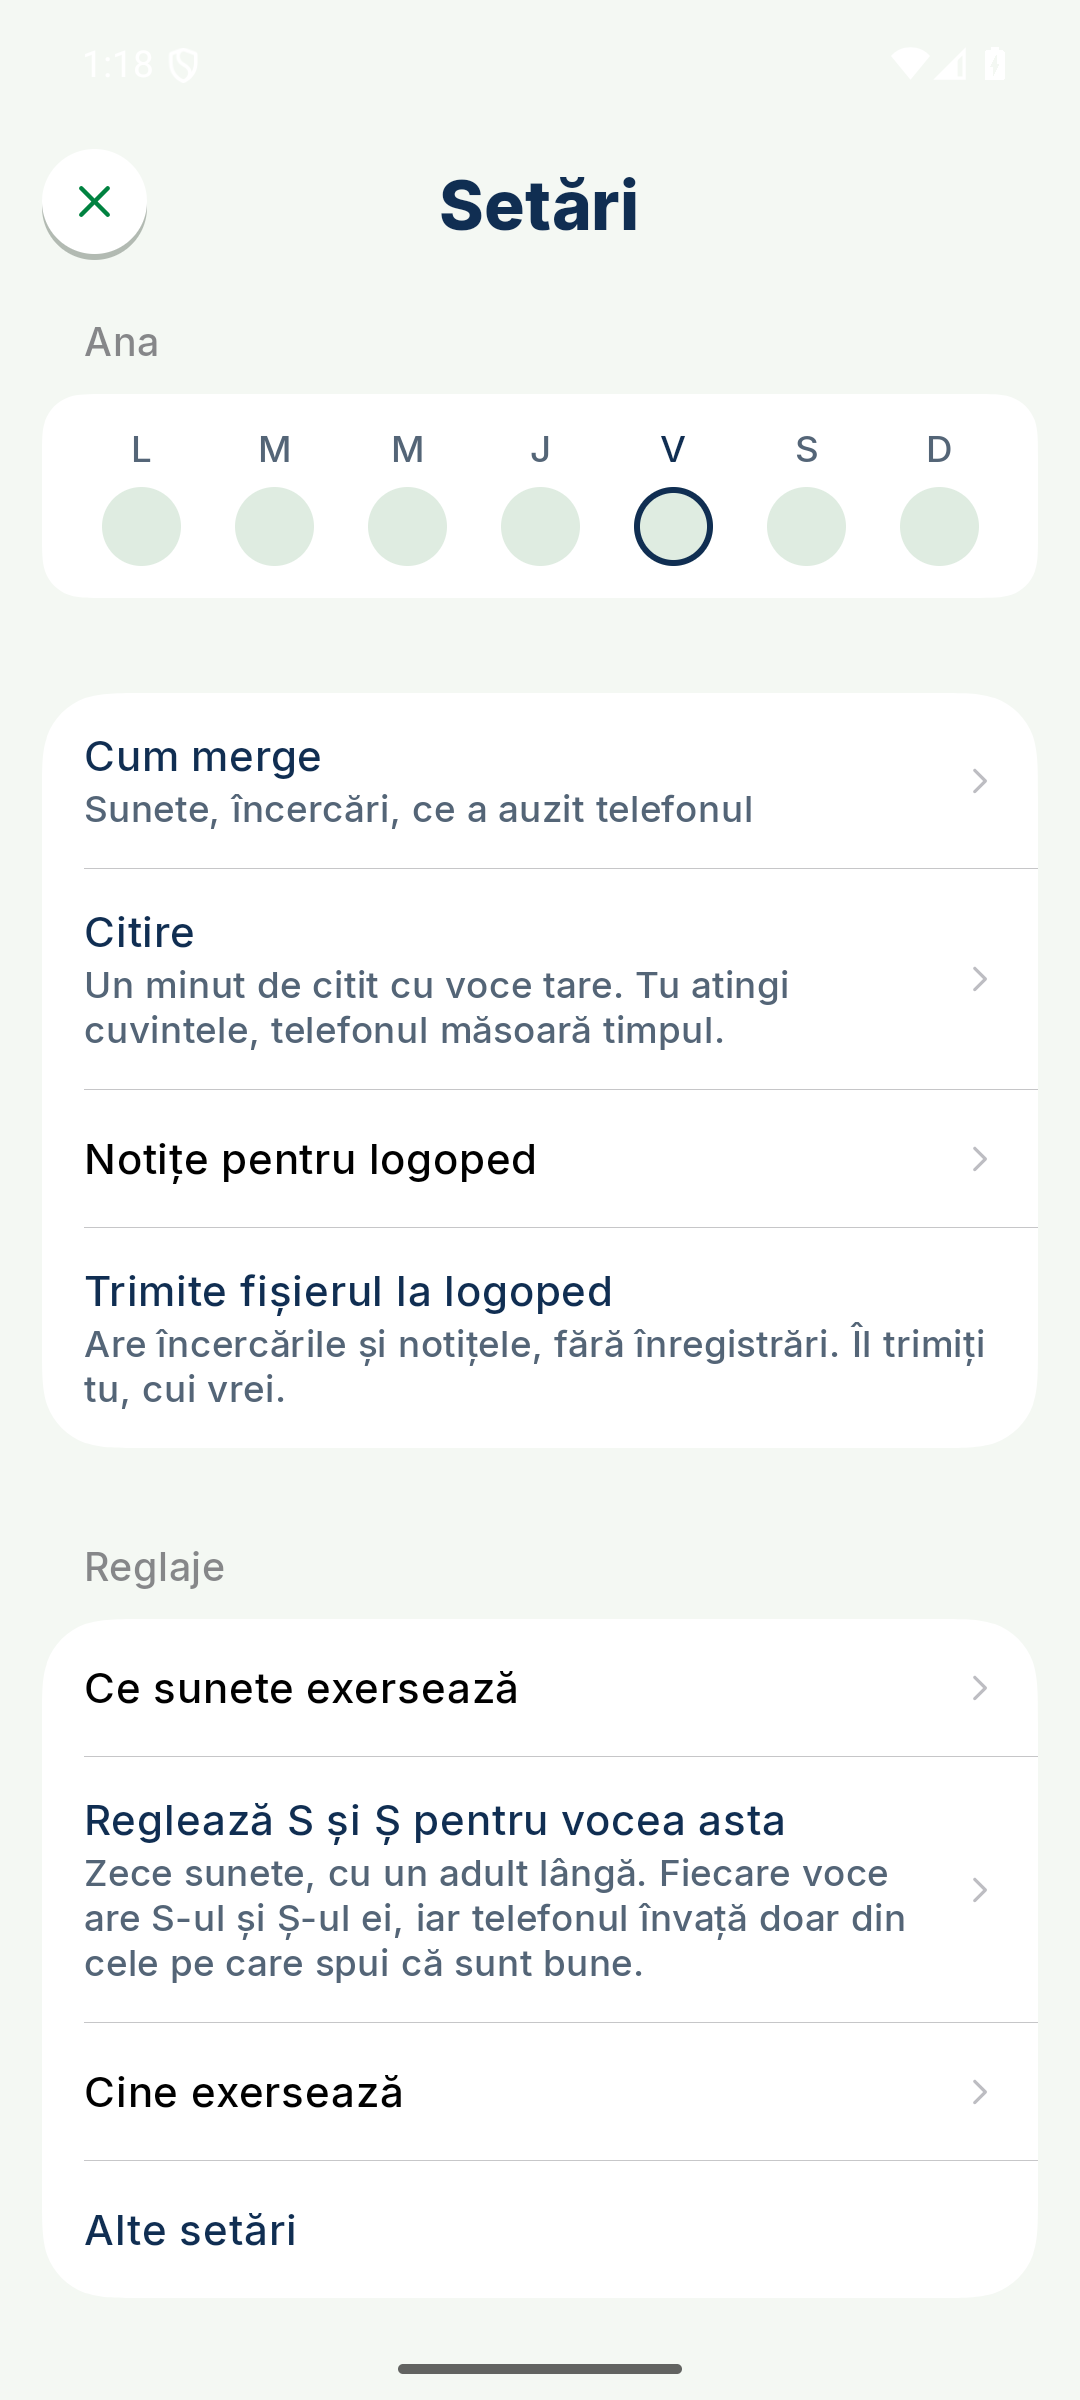 1:18
Setări
Ana
L M M J V S D
Cum merge
Sunete, încercări, ce a auzit telefonul
Citire
Un minut de citit cu voce tare. Tu atingi
cuvintele, telefonul măsoară timpul.
Notițe pentru logoped
Trimite fișierul la logoped
Are încercările și notițele, fără înregistrări. Îl trimiți
tu, cui vrei.
Reglaje
Ce sunete exersează
Reglează S și Ș pentru vocea asta
Zece sunete, cu un adult lângă. Fiecare voce
are S-ul și Ș-ul ei, iar telefonul învață doar din
cele pe care spui că sunt bune.
Cine exersează
Alte setări